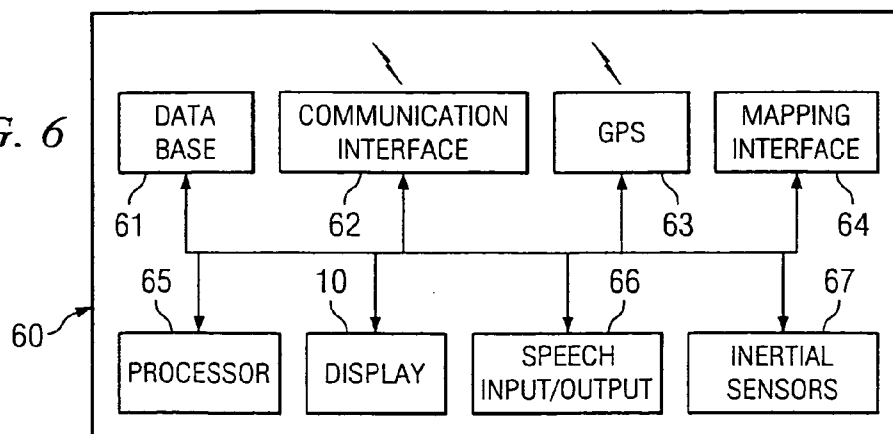 G. 6
DATA
BASE
COMMUNICATION
INTERFACE
GPS
MAPPING
INTERFACE
61
62
63
64
65
10
66
67
60
PROCESSOR
DISPLAY
SPEECH
INPUT/OUTPUT
INERTIAL
SENSORS